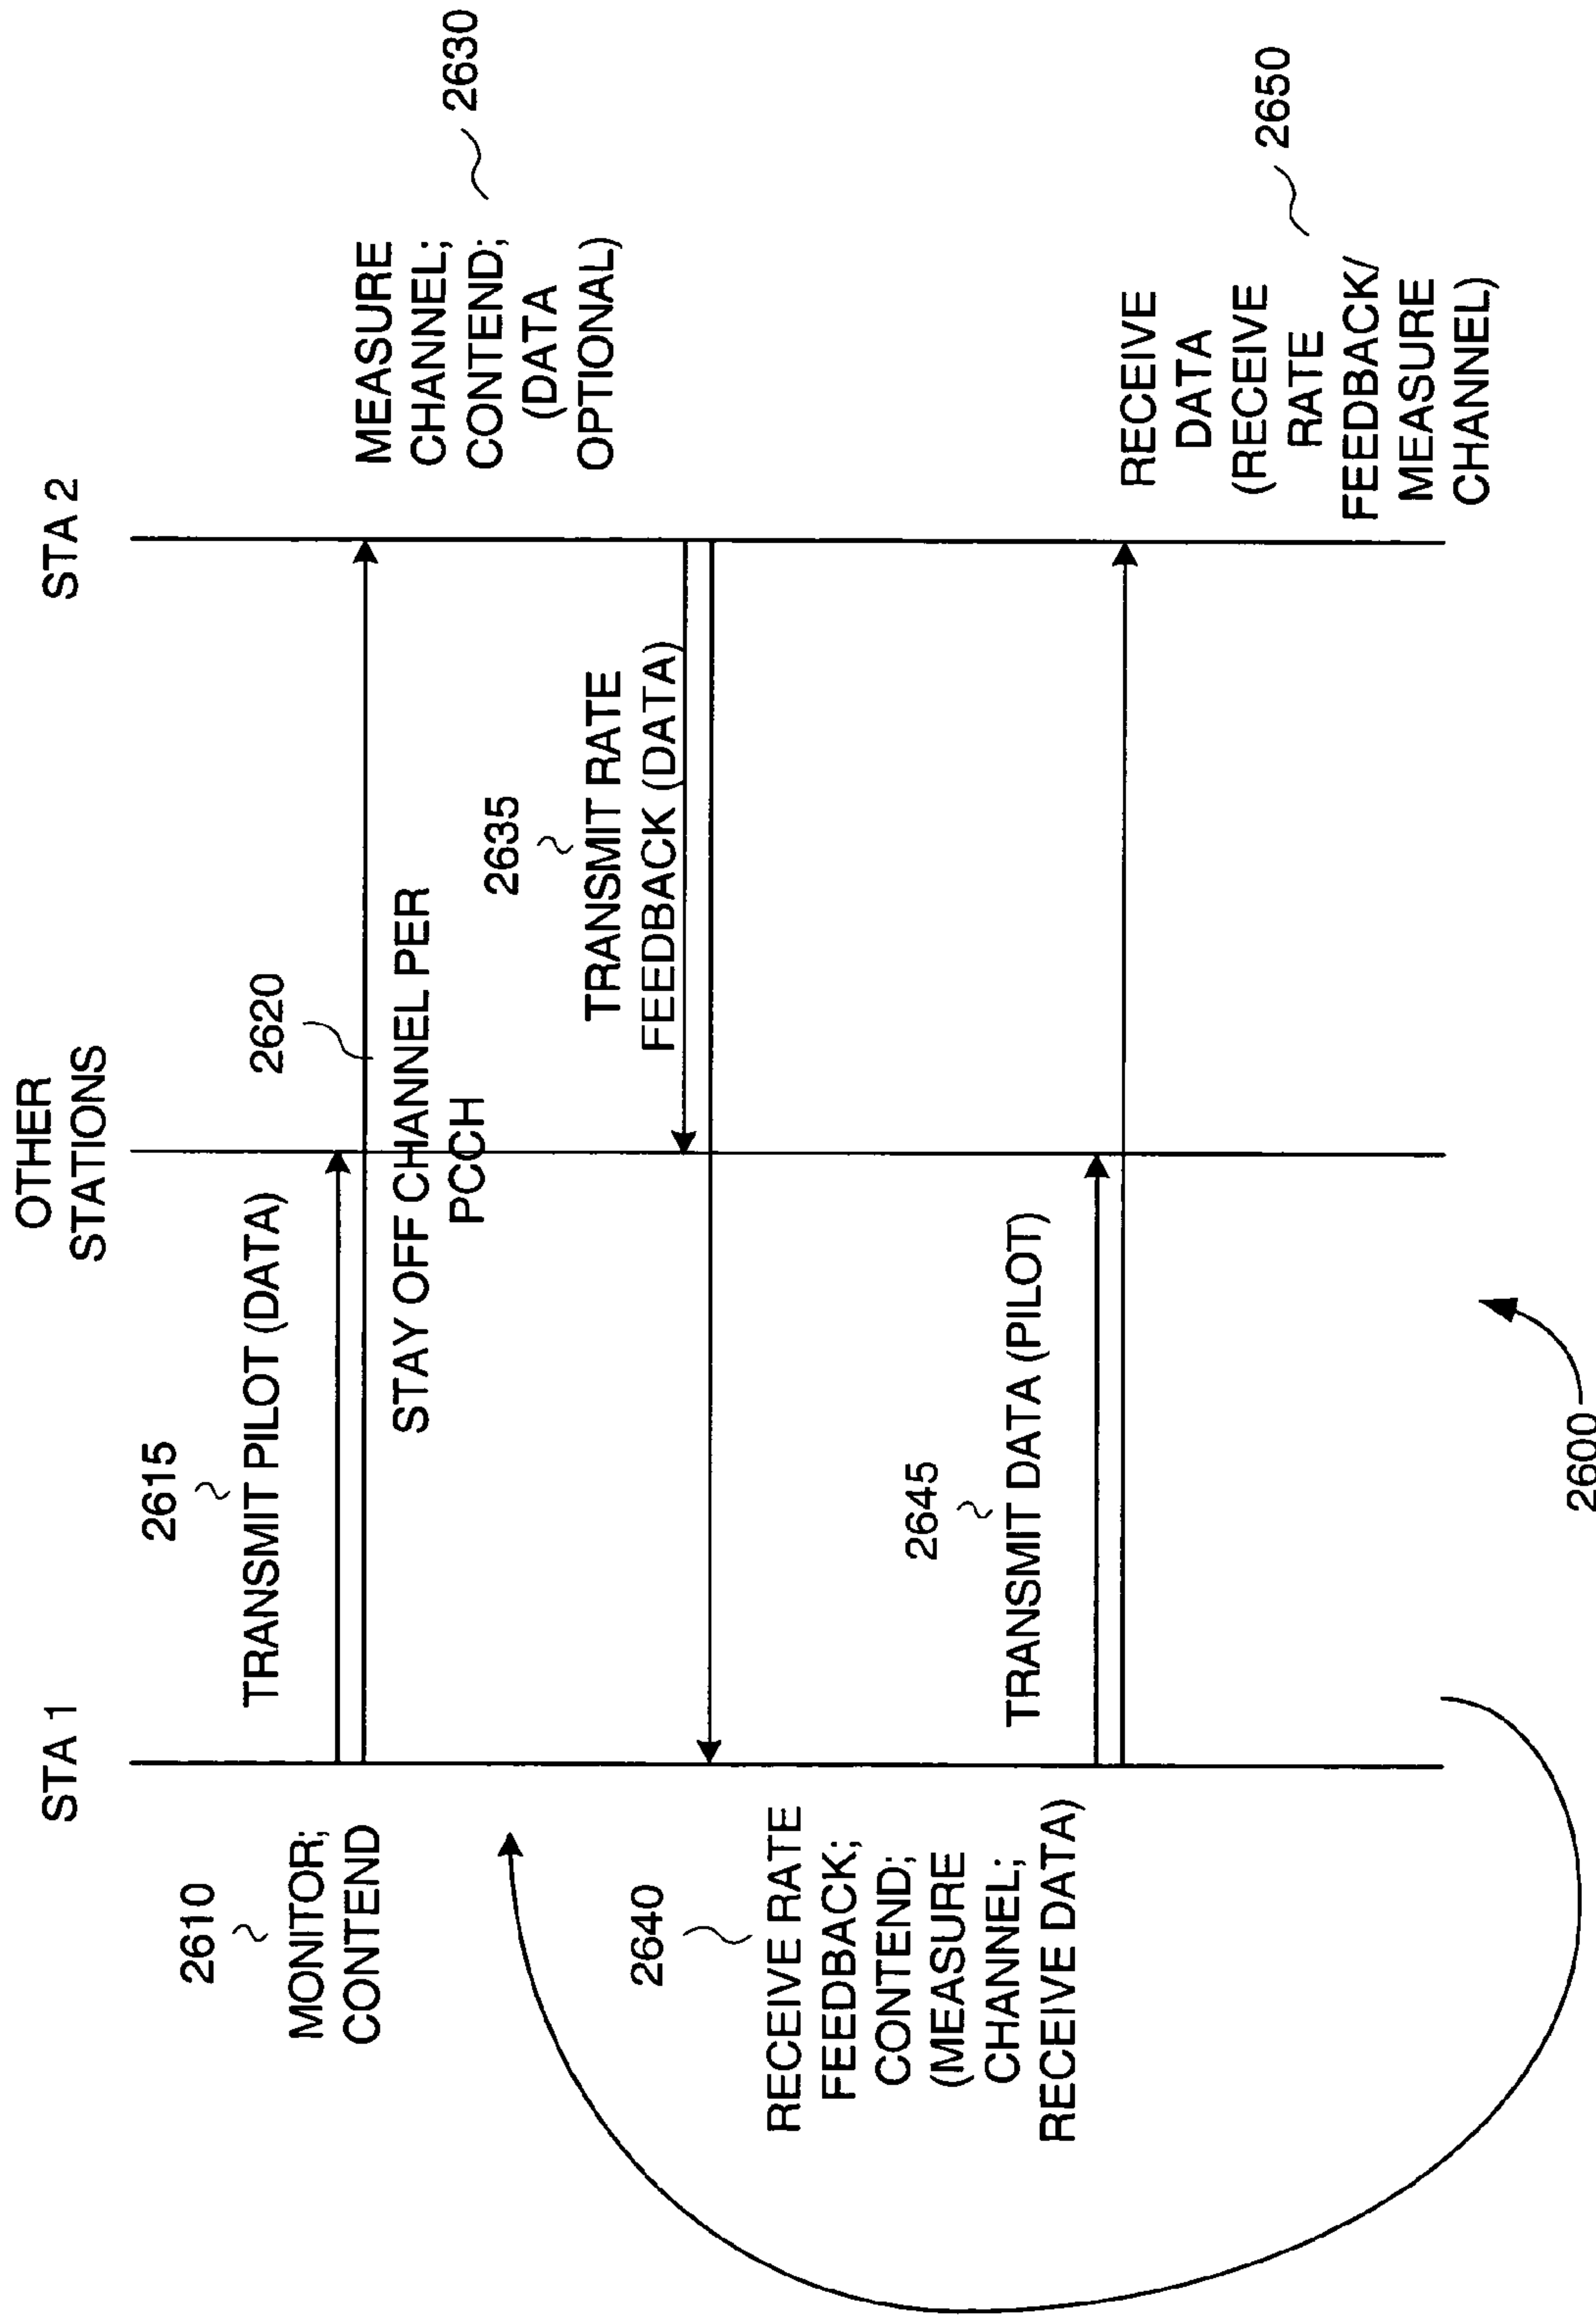 STA 1
OTHER
STATIONS
STA 2
2610
MONITOR;
CONTEND
2615
TRANSMIT PILOT (DATA)
2620
STAY OFF CHANNEL PER
PCCH
MEASURE
CHANNEL;
CONTEND;
(DATA
OPTIONAL)
2630
2635
TRANSMIT RATE
FEEDBACK (DATA)
2640
RECEIVE RATE
FEEDBACK;
CONTEND;
(MEASURE
CHANNEL;
RECEIVE DATA)
2645
TRANSMIT DATA (PILOT)
RECEIVE
DATA
(RECEIVE
RATE
FEEDBACK/
MEASURE
CHANNEL)
2650
2600